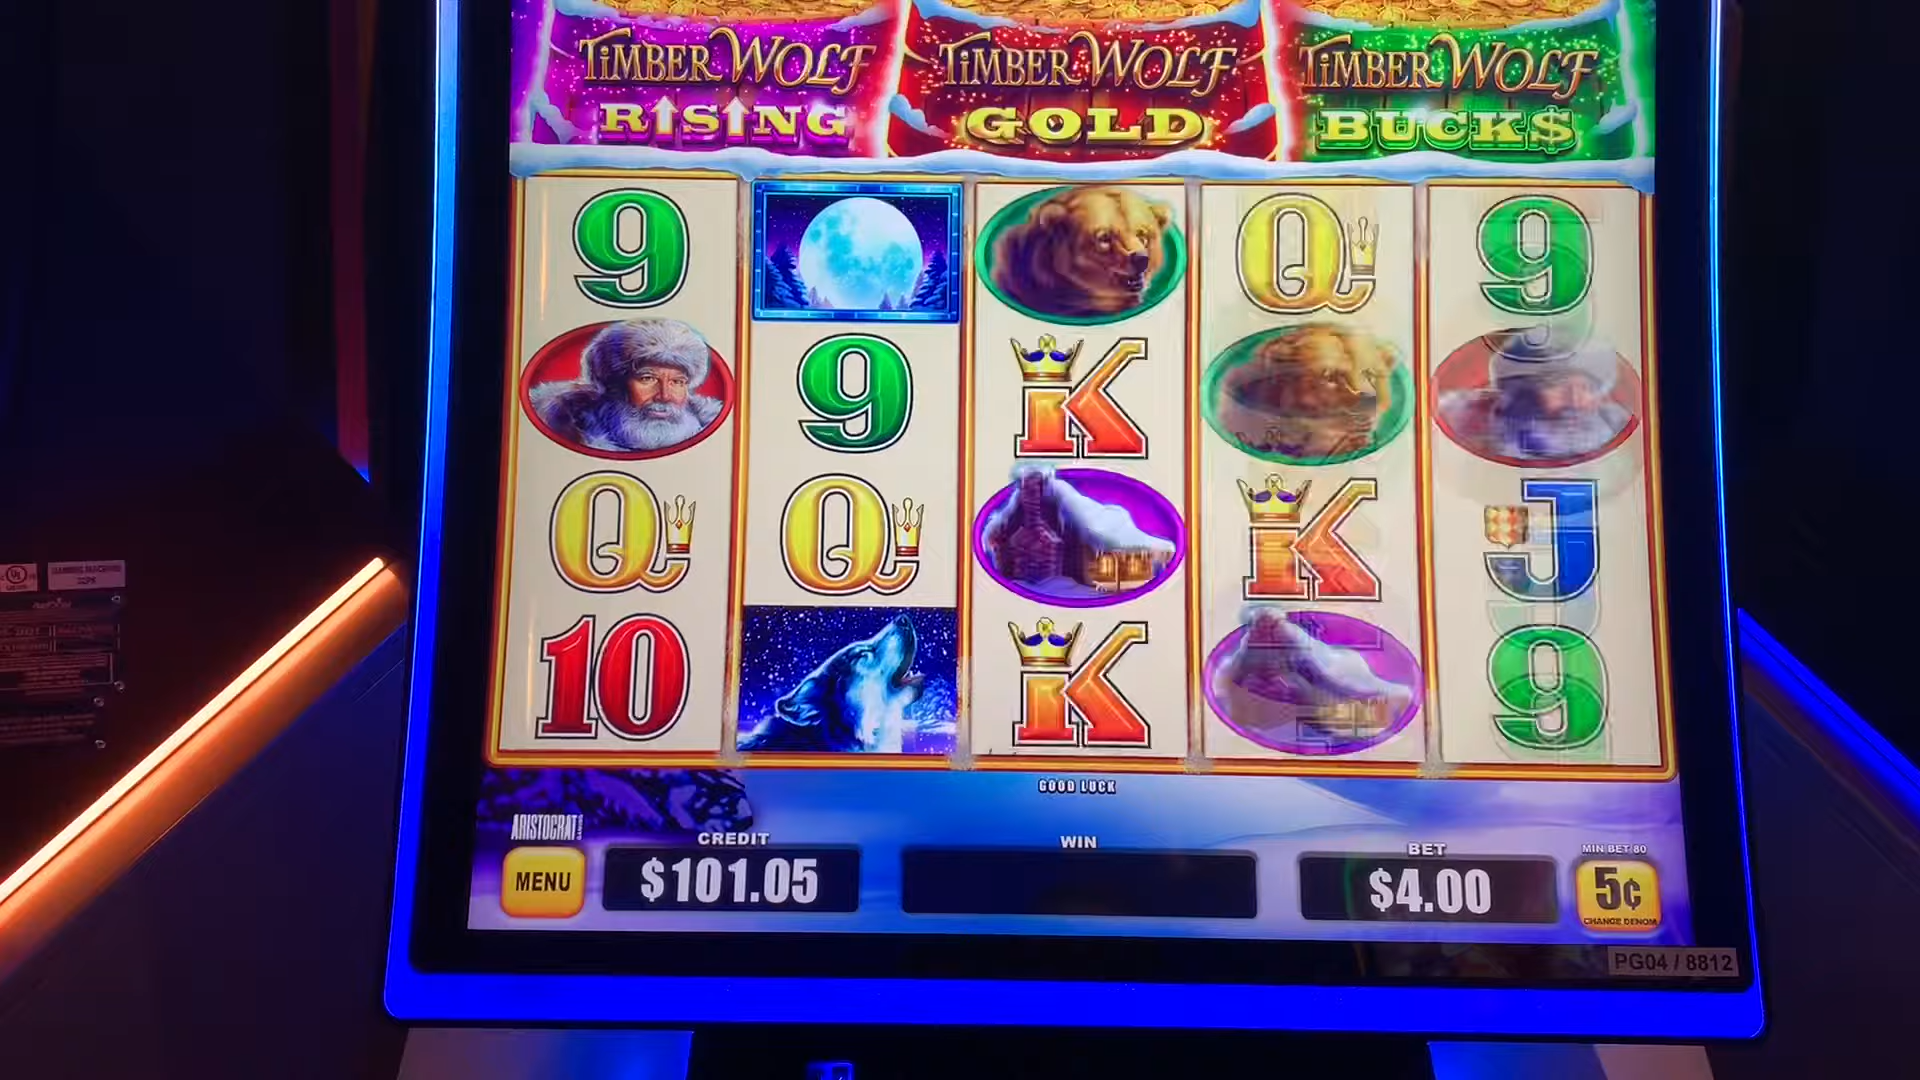 TIMBER WOLF
RISING
TIMBER WOLF
GOLD
TIMBER WOLF
BUCK$
9 Q 9
9 K
Q Q K J
10 K 9
GOOD LUCK
ARISTOCRAT
MENU
CREDIT
$101.05
WIN
BET
$4.00
MIN BET 80
5¢
CHANGE DENOM
PG04 / 8812